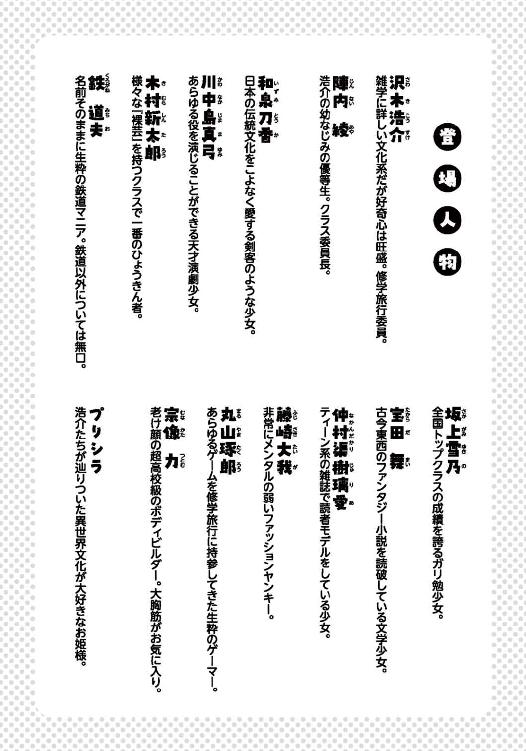 登場人物
沢木浩介
雑学に詳しい文化系だが好奇心は旺盛。修学旅行委員。
陣内 綾
浩介の幼なじみの優等生。クラス委員長。
和泉刀香
日本の伝統文化をこよなく愛する剣客のような少女。
川中島真弓
あらゆる役を演じることができる天才演劇少女。
木村新太郎
様々な『裸芸』を持つクラスで一番のひょうきん者。
鉄 道夫
名前そのままに生粋の鉄道マニア。鉄道以外については無口。
坂上雪乃
全国トップクラスの成績を誇るガリ勉少女。
宝田 舞
古今東西のファンタジー小説を読破している文学少女。
仲村渠樹璃愛
ティーン系の雑誌で読者モデルをしている少女。
藤崎大我
非常にメンタルの弱いファッションヤンキー。
丸山琢郎
あらゆるゲームを修学旅行に持参してきた生粋のゲーマー。
宗像 力
老け顔の超高校級のボディビルダー。大胸筋がお気に入り。
プリシラ
浩介たちが辿りついた異世界文化が大好きなお姫様。